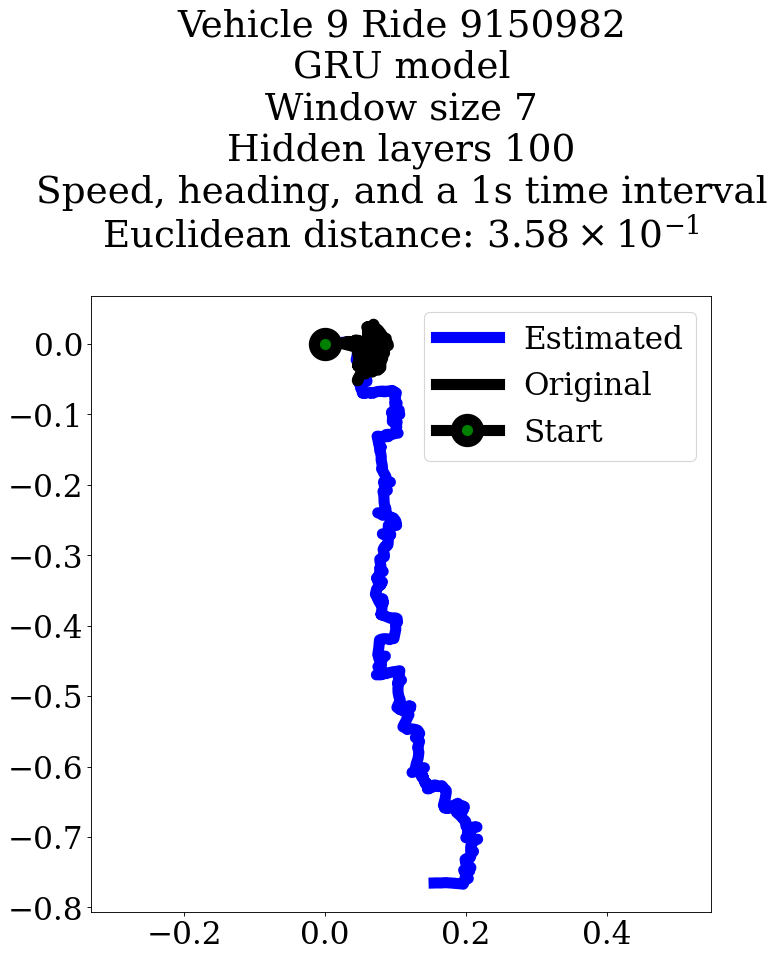 Vehicle 9 Ride 9150982
GRU model
Window size 7
Hidden layers 100
Speed, heading, and a 1s time interval
Euclidean distance: 3.58 × 10⁻¹
Estimated
Original
Start
0.0
−0.1
−0.2
−0.3
−0.4
−0.5
−0.6
−0.7
−0.8
−0.2 0.0 0.2 0.4